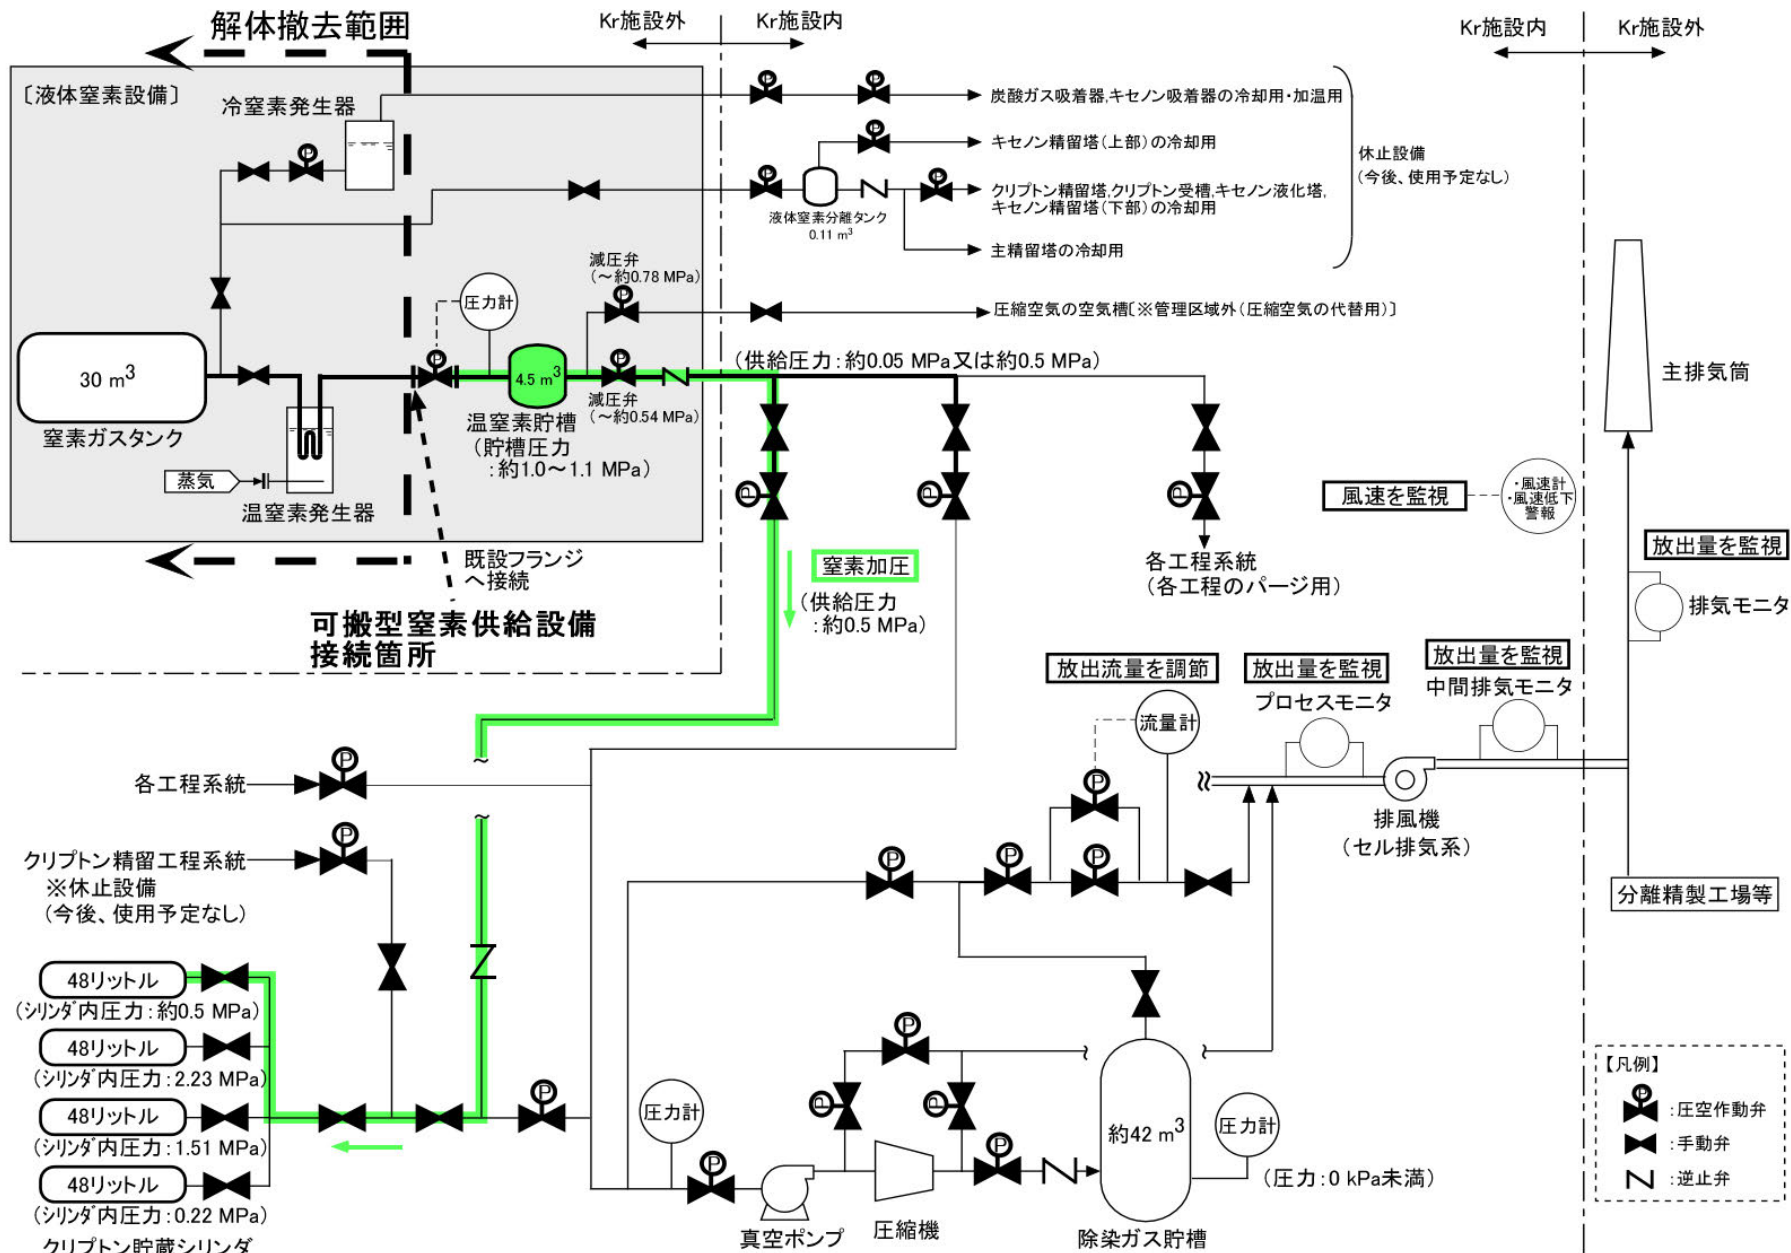 解体撤去範囲
Kr施設外
Kr施設内
Kr施設内
Kr施設外
〔液体窒素設備〕
冷窒素発生器
炭酸ガス吸着器,キセノン吸着器の冷却用・加温用
キセノン精留塔(上部)の冷却用
クリプトン精留塔,クリプトン受槽,キセノン液化塔,
キセノン精留塔(下部)の冷却用
主精留塔の冷却用
休止設備
(今後、使用予定なし)
液体窒素分離タンク
0.11 m³
減圧弁
(～約0.78 MPa)
圧力計
圧縮空気の空気槽〔※管理区域外(圧縮空気の代替用)〕
30 m³
窒素ガスタンク
4.5 m³
温窒素貯槽
(貯槽圧力
:約1.0～1.1 MPa)
減圧弁
(～約0.54 MPa)
(供給圧力:約0.05 MPa又は約0.5 MPa)
蒸気
温窒素発生器
既設フランジ
へ接続
可搬型窒素供給設備
接続箇所
窒素加圧
(供給圧力
:約0.5 MPa)
各工程系統
(各工程のパージ用)
主排気筒
風速を監視
・風速計
・風速低下
警報
放出量を監視
排気モニタ
放出流量を調節
流量計
放出量を監視
プロセスモニタ
放出量を監視
中間排気モニタ
排風機
(セル排気系)
分離精製工場等
各工程系統
クリプトン精留工程系統
※休止設備
(今後、使用予定なし)
48リットル
(シリンダ内圧力:約0.5 MPa)
48リットル
(シリンダ内圧力:2.23 MPa)
48リットル
(シリンダ内圧力:1.51 MPa)
48リットル
(シリンダ内圧力:0.22 MPa)
クリプトン貯蔵シリンダ
圧力計
真空ポンプ
圧縮機
約42 m³
除染ガス貯槽
圧力計
(圧力:0 kPa未満)
【凡例】
P :圧空作動弁
:手動弁
:逆止弁